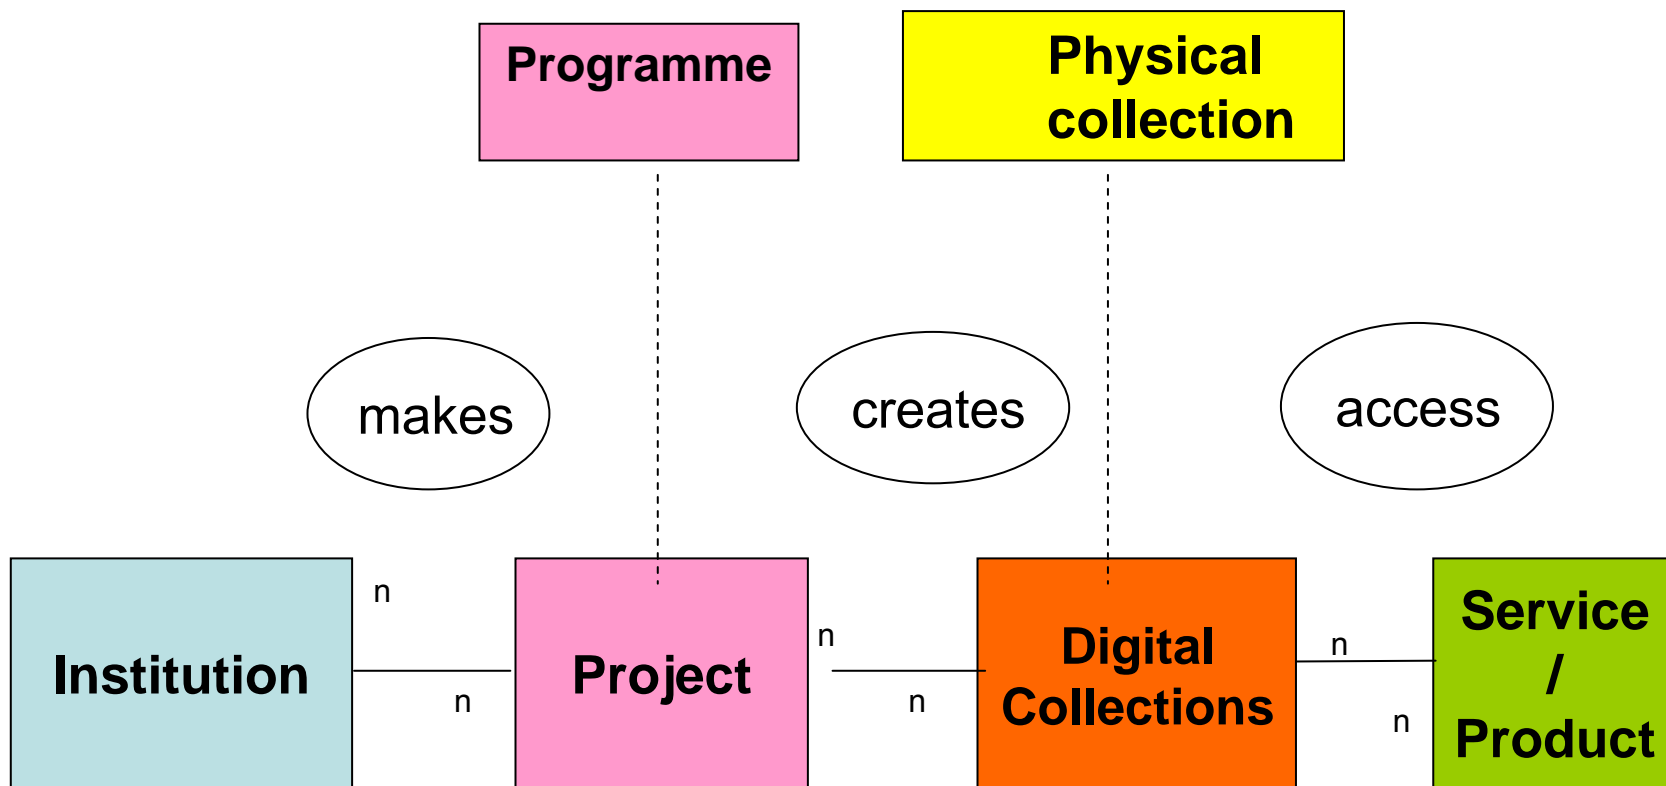 Programme
Physical
collection
makes
creates
access
Institution
n
n
Project
n
n
Digital
Collections
n
n
Service
/
Product